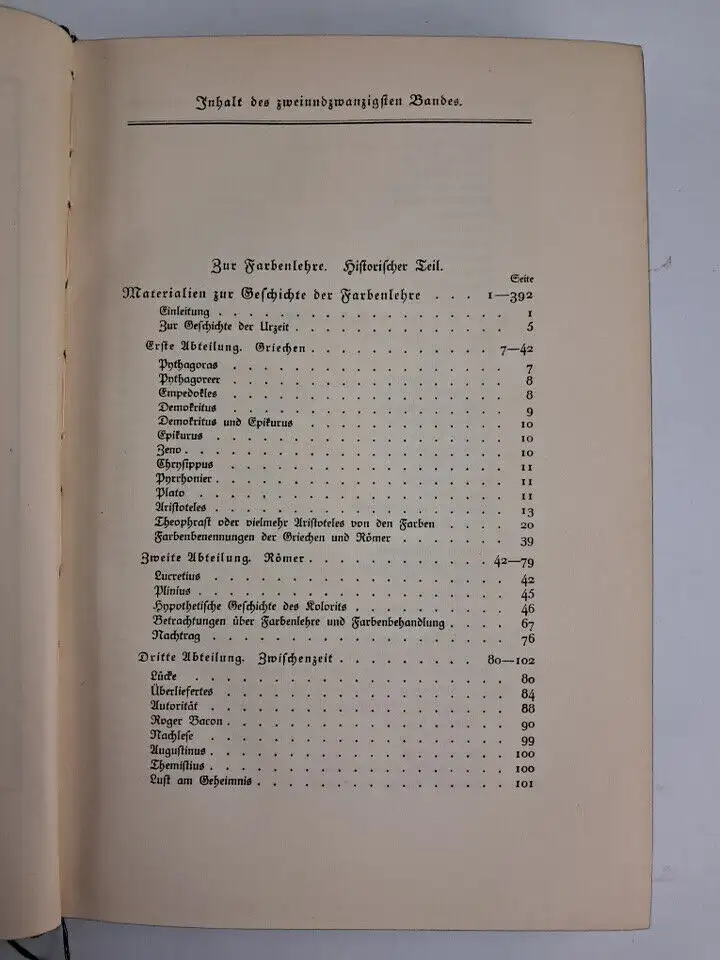 Inhalt des zweiundzwanzigsten Bandes.
Zur Farbenlehre. Historischer Teil.
Seite
Materialien zur Geschichte der Farbenlehre . . . 1—392
Einleitung . . . . . . . . . . . . . . . . . 1
Zur Geschichte der Urzeit . . . . . . . . . . . . 5
Erste Abteilung. Griechen . . . . . . . . . . . 7—42
Pythagoras . . . . . . . . . . . . . . . . 7
Pythagoreer . . . . . . . . . . . . . . . . 8
Empedokles . . . . . . . . . . . . . . . . 8
Demokritus . . . . . . . . . . . . . . . . 9
Demokritus und Epikurus . . . . . . . . . . . 10
Epikurus . . . . . . . . . . . . . . . . . 10
Zeno . . . . . . . . . . . . . . . . . . 10
Chrysippus . . . . . . . . . . . . . . . . 11
Pyrrhonier . . . . . . . . . . . . . . . . 11
Plato . . . . . . . . . . . . . . . . . . 11
Aristoteles . . . . . . . . . . . . . . . . 13
Theophrast oder vielmehr Aristoteles von den Farben . . . . 20
Farbenbenennungen der Griechen und Römer . . . . . . 39
Zweite Abteilung. Römer . . . . . . . . . . . 42—79
Lucretius . . . . . . . . . . . . . . . . . 42
Plinius . . . . . . . . . . . . . . . . . . 45
Hypothetische Geschichte des Kolorits . . . . . . . . 46
Betrachtungen über Farbenlehre und Farbenbehandlung . . . . 67
Nachtrag . . . . . . . . . . . . . . . . . 76
Dritte Abteilung. Zwischenzeit . . . . . . . . . 80—102
Lücke . . . . . . . . . . . . . . . . . . 80
Überliefertes . . . . . . . . . . . . . . . . 84
Autorität . . . . . . . . . . . . . . . . . 88
Roger Bacon . . . . . . . . . . . . . . . . 90
Nachlese . . . . . . . . . . . . . . . . . 99
Augustinus . . . . . . . . . . . . . . . . 100
Themistius . . . . . . . . . . . . . . . . 100
Lust am Geheimnis . . . . . . . . . . . . . . 101